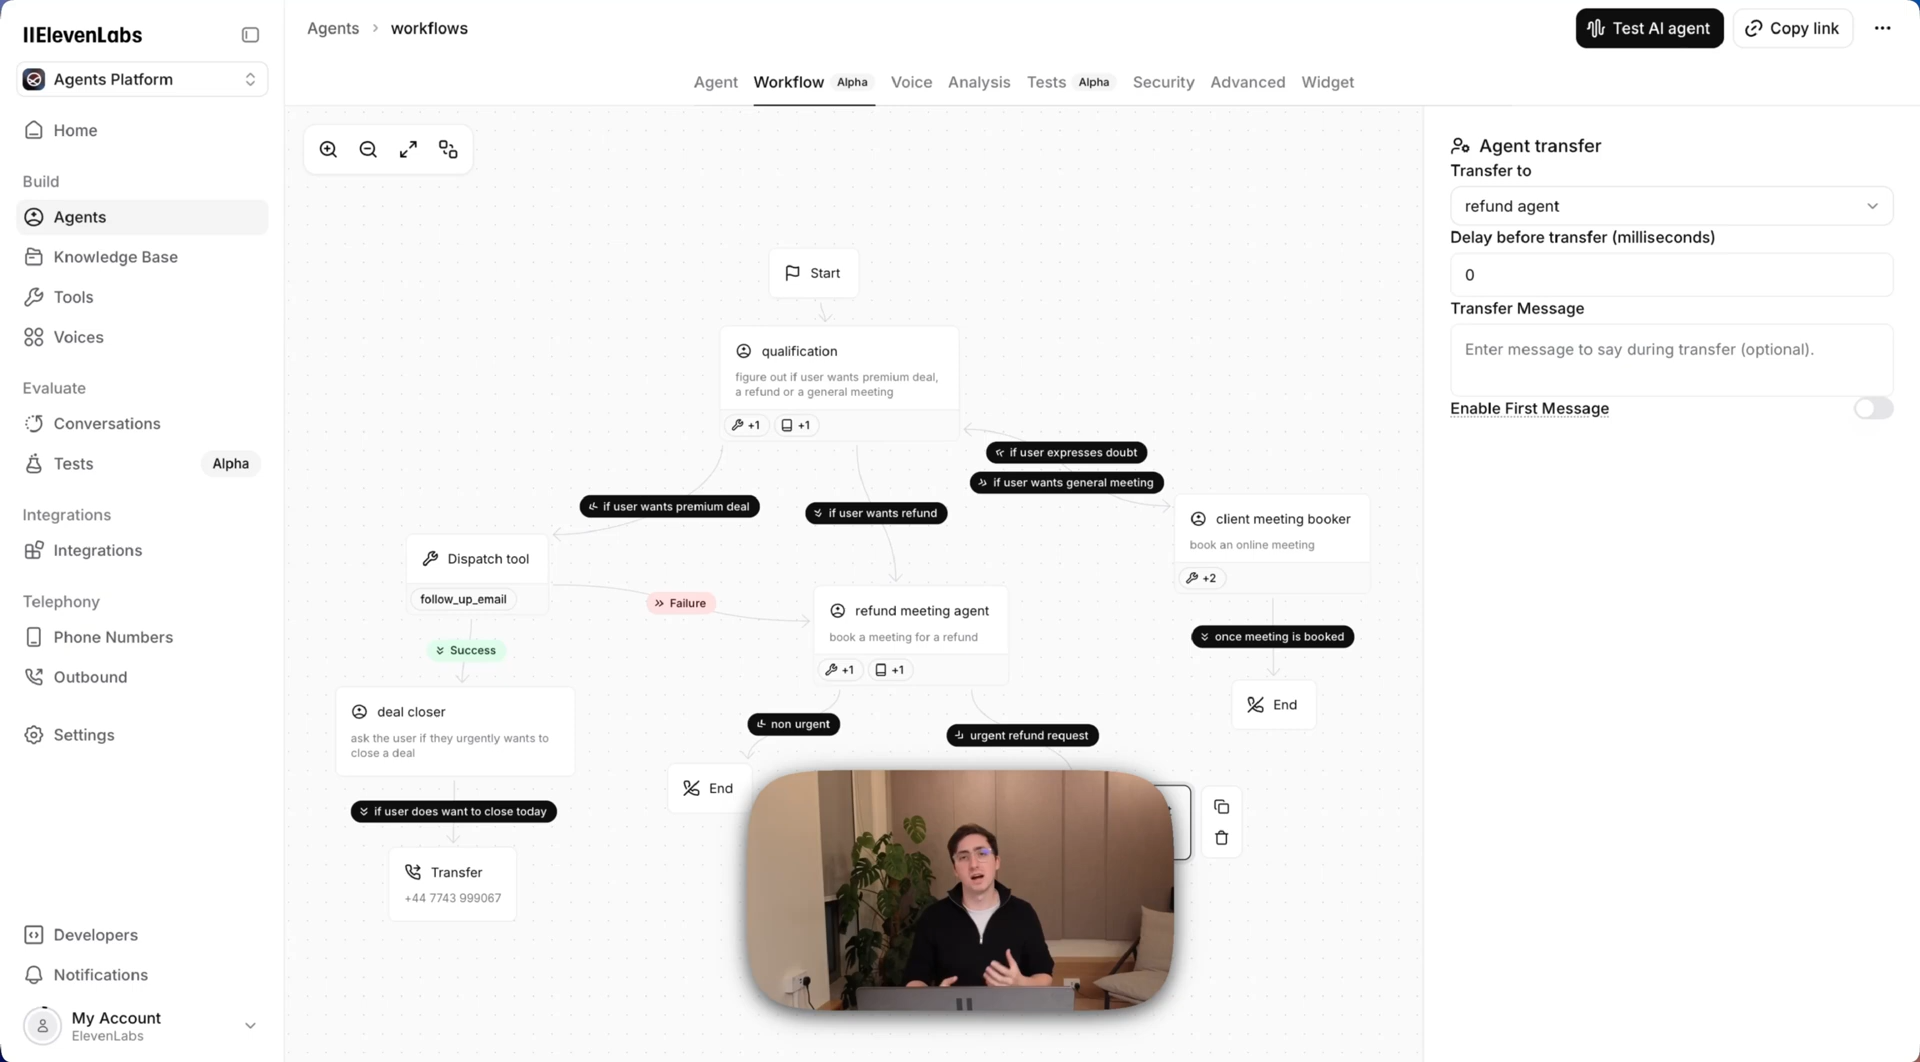 IIElevenLabs
Agents Platform
Home
Build
Agents
Knowledge Base
Tools
Voices
Evaluate
Conversations
Tests
Alpha
Integrations
Integrations
Telephony
Phone Numbers
Outbound
Settings
Developers
Notifications
My Account
ElevenLabs
Agents
workflows
Test AI agent
Copy link
Agent
Workflow
Alpha
Voice
Analysis
Tests
Alpha
Security
Advanced
Widget
Start
qualification
figure out if user wants premium deal,
a refund or a general meeting
+1
+1
if user expresses doubt
if user wants general meeting
if user wants premium deal
if user wants refund
client meeting booker
book an online meeting
+2
Dispatch tool
follow_up_email
Failure
refund meeting agent
book a meeting for a refund
+1
+1
once meeting is booked
Success
End
deal closer
ask the user if they urgently wants to
close a deal
non urgent
urgent refund request
End
if user does want to close today
Transfer
+44 7743 999067
Agent transfer
Transfer to
refund agent
Delay before transfer (milliseconds)
0
Transfer Message
Enter message to say during transfer (optional).
Enable First Message